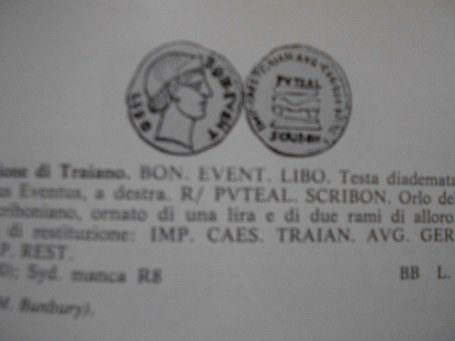 LIBO
BON·EVENT
PVTEAL
SCRIBON
ione di Traiano. BON. EVENT. LIBO. Testa diademata
us Eventus, a destra. R/ PVTEAL. SCRIBON. Orlo del
criboniano, ornato di una lira e di due rami di alloro.
di restituzione: IMP. CAES. TRAIAN. AVG. GER
P. REST.
Syd. manca R8 BB L.
M. Bunbury).